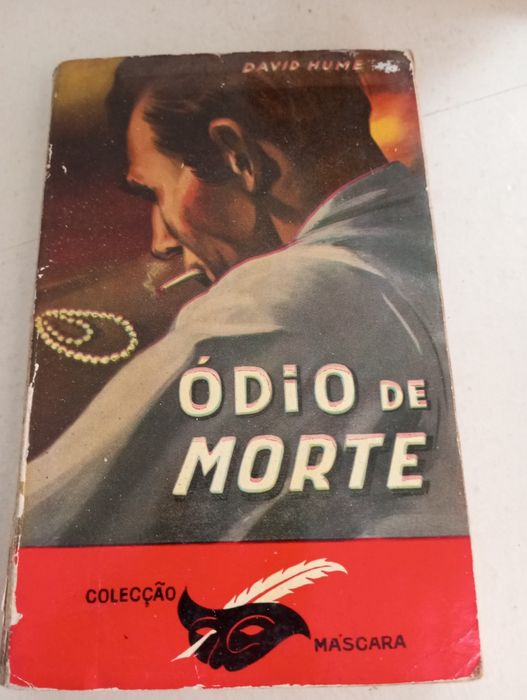 DAVID HUME
ÓDiO DE
MORTE
COLECÇÃO
MÁSCARA